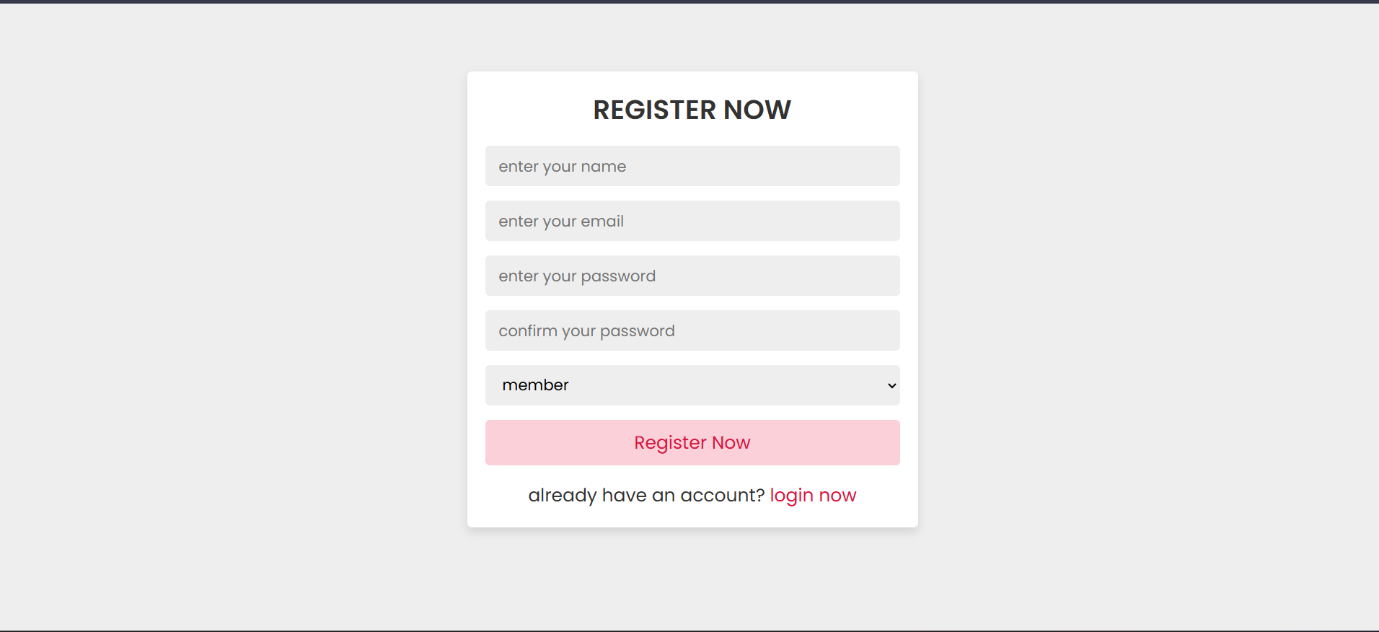 REGISTER NOW
enter your name
enter your email
enter your password
confirm your password
member
Register Now
already have an account? login now